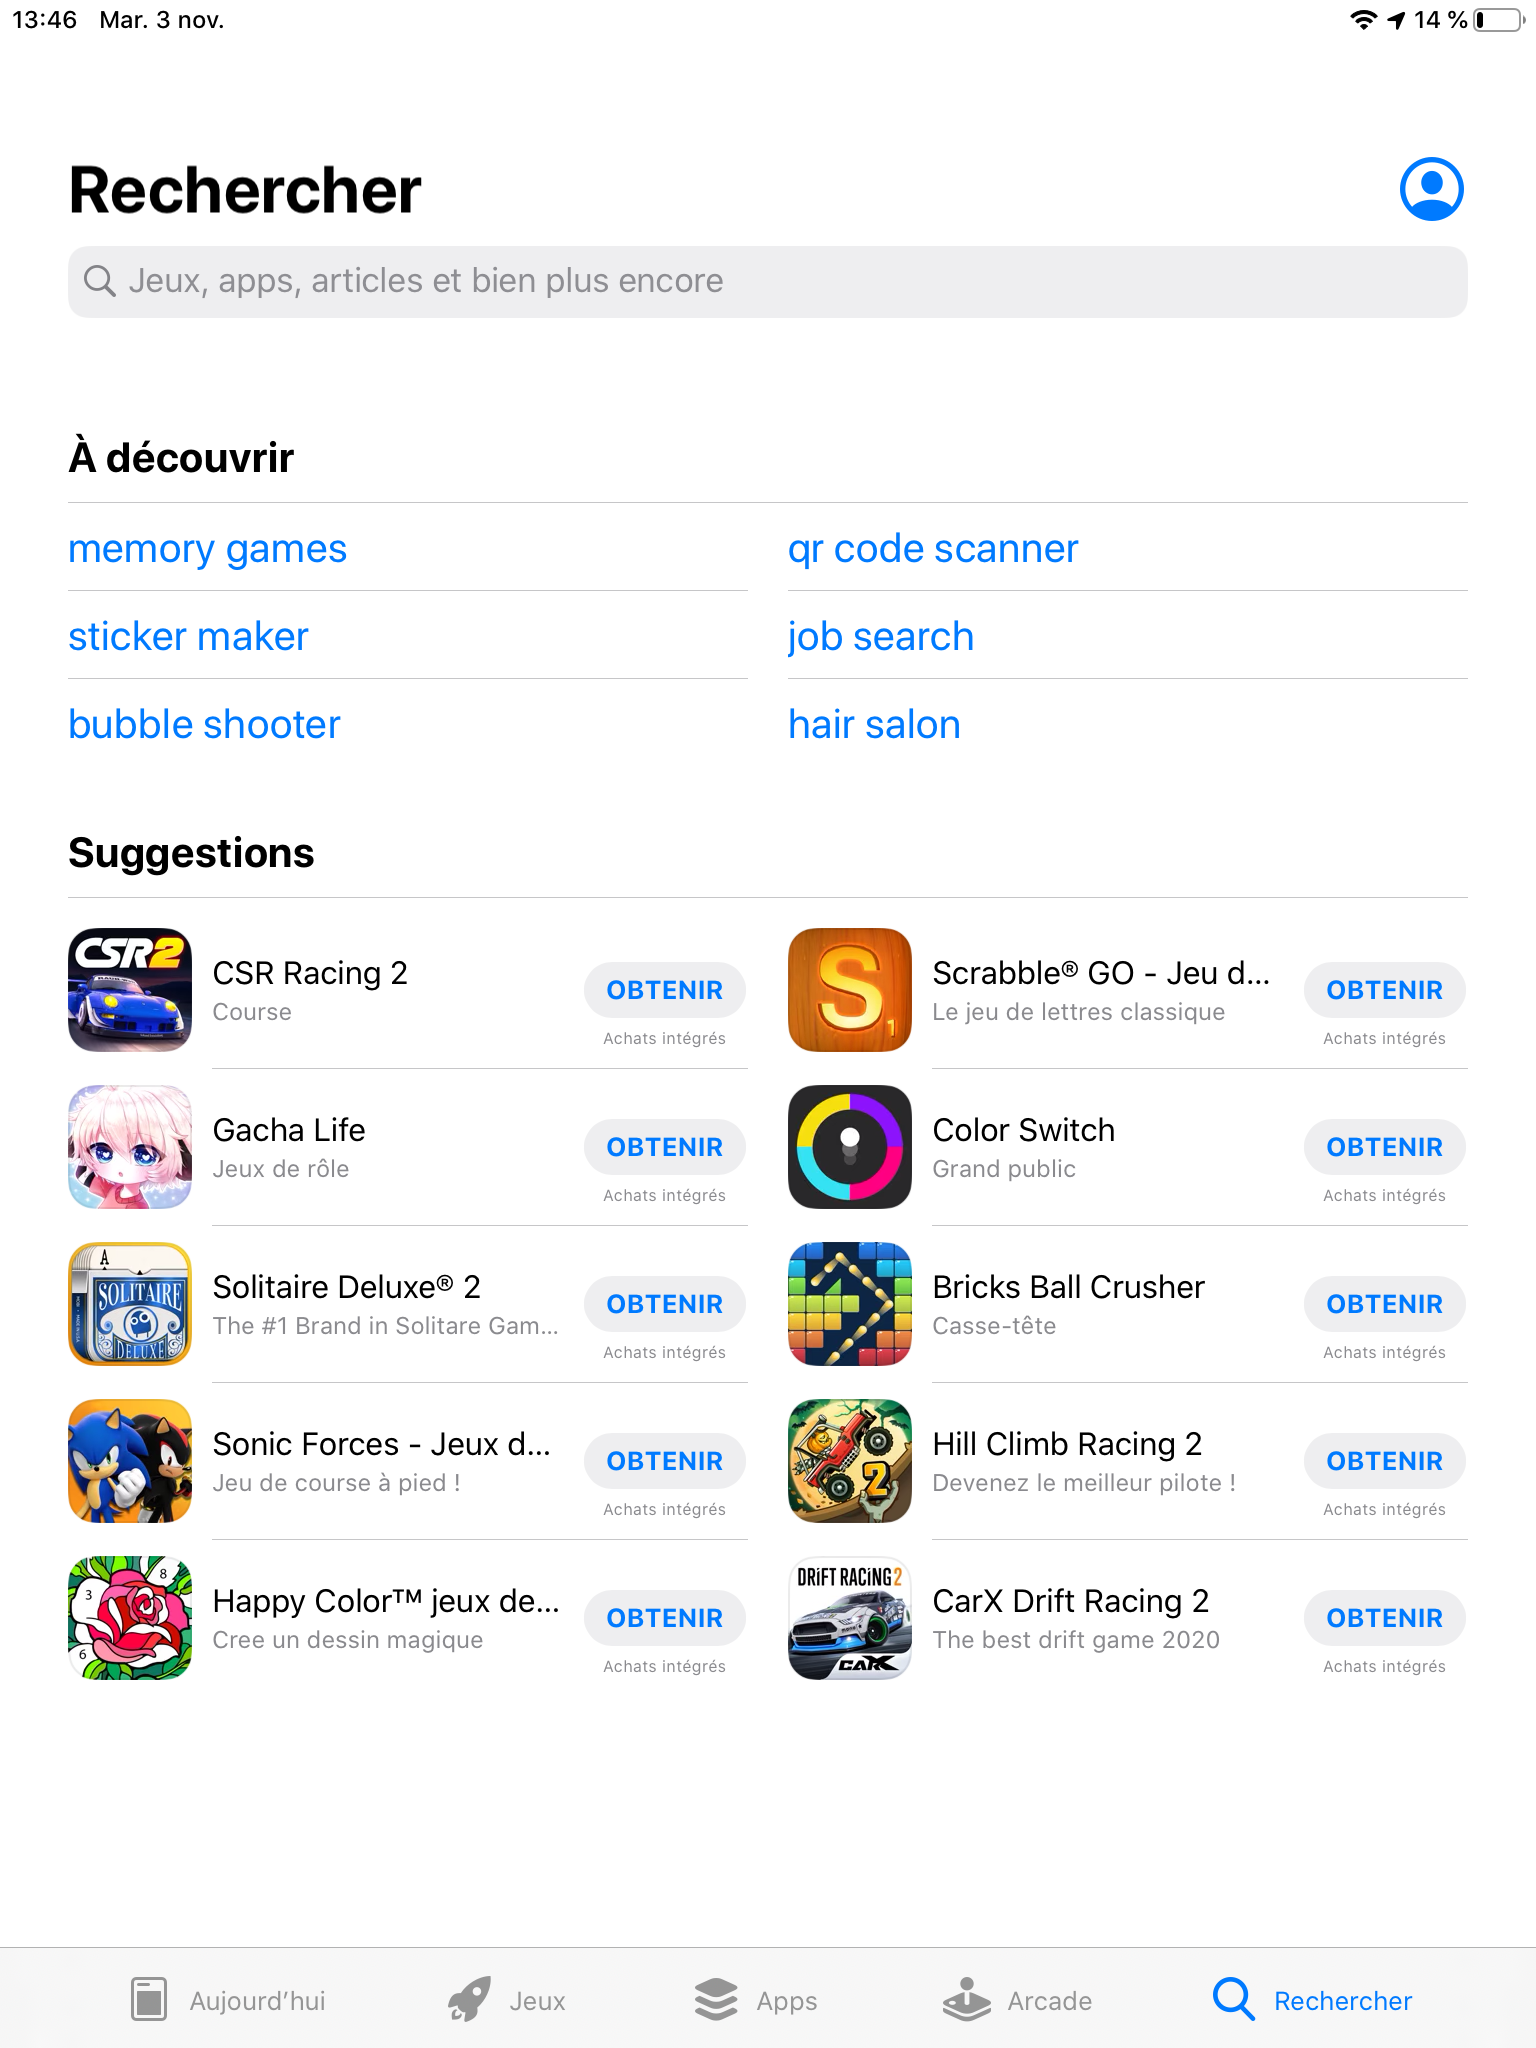 13:46 Mar. 3 nov. 14 %
Rechercher
Jeux, apps, articles et bien plus encore
À découvrir
memory games
qr code scanner
sticker maker
job search
bubble shooter
hair salon
Suggestions
CSR2
CSR Racing 2
Course
OBTENIR
Achats intégrés
S
1
Scrabble® GO - Jeu d...
Le jeu de lettres classique
OBTENIR
Achats intégrés
Gacha Life
Jeux de rôle
OBTENIR
Achats intégrés
Color Switch
Grand public
OBTENIR
Achats intégrés
A
SOLITAIRE
DELUXE
Solitaire Deluxe® 2
The #1 Brand in Solitare Gam...
OBTENIR
Achats intégrés
Bricks Ball Crusher
Casse-tête
OBTENIR
Achats intégrés
Sonic Forces - Jeux d...
Jeu de course à pied !
OBTENIR
Achats intégrés
2
Hill Climb Racing 2
Devenez le meilleur pilote !
OBTENIR
Achats intégrés
8
3
6
Happy Color™ jeux de...
Cree un dessin magique
OBTENIR
Achats intégrés
DRiFT RACiNG 2
CARX
CarX Drift Racing 2
The best drift game 2020
OBTENIR
Achats intégrés
Aujourd’hui
Jeux
Apps
Arcade
Rechercher